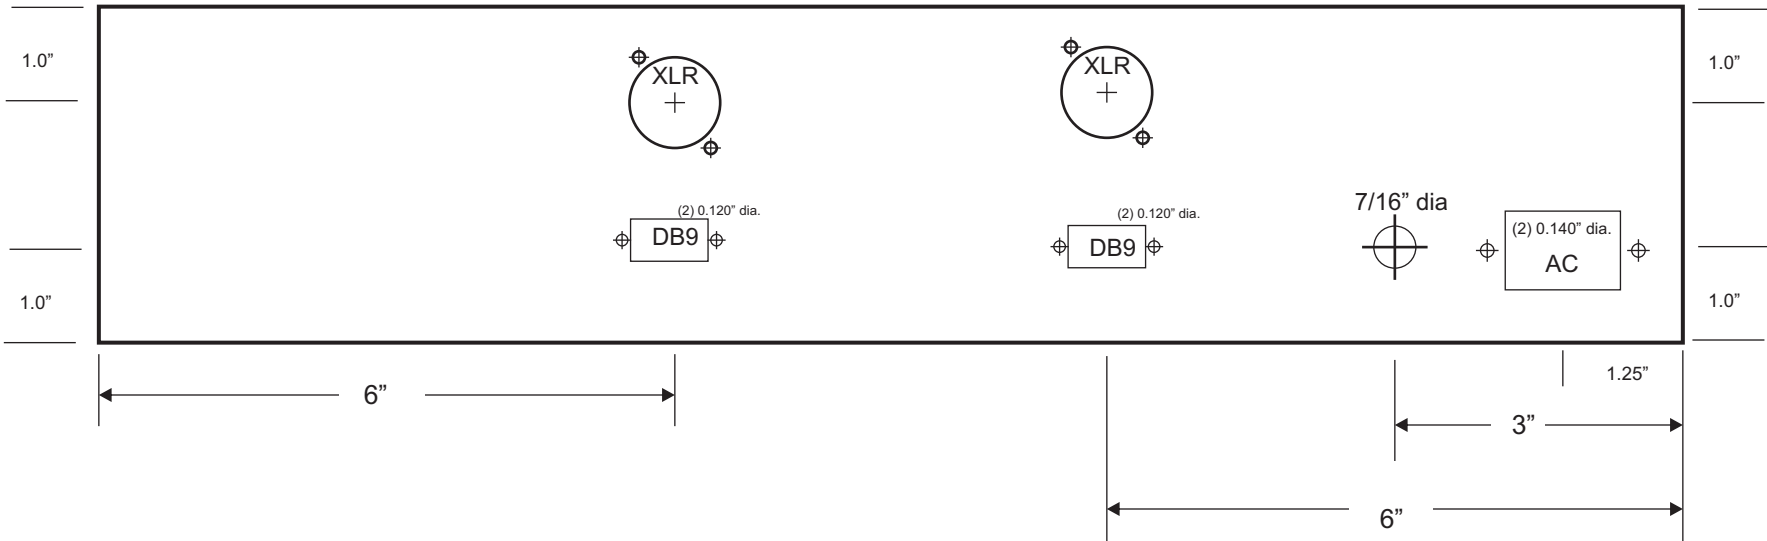 1.0”
XLR
XLR
1.0”
7/16” dia
(2) 0.120” dia.
(2) 0.120” dia.
(2) 0.140” dia.
DB9
DB9
AC
1.0”
1.0”
1.25”
6”
3”
6”